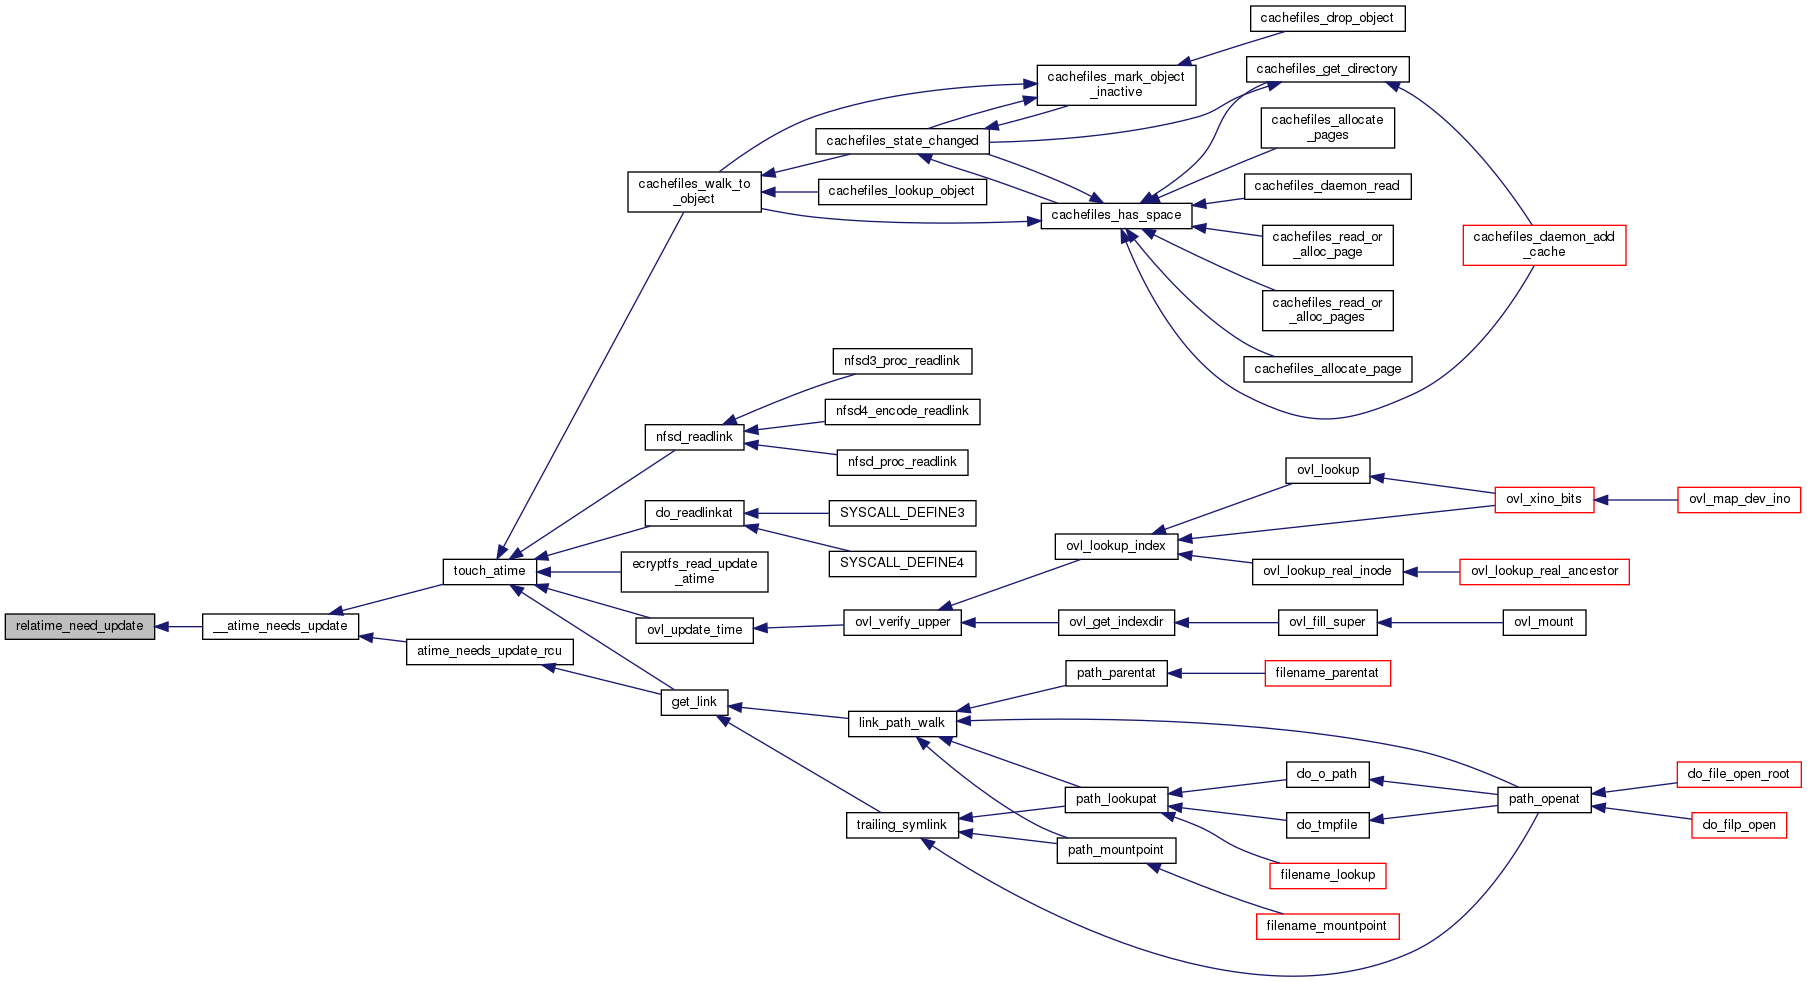 cachefiles_drop_object
cachefiles_get_directory
cachefiles_mark_object
_inactive
cachefiles_allocate
_pages
cachefiles_state_changed
cachefiles_walk_to
_object
cachefiles_lookup_object
cachefiles_daemon_read
cachefiles_has_space
cachefiles_read_or
_alloc_page
cachefiles_daemon_add
_cache
cachefiles_read_or
_alloc_pages
cachefiles_allocate_page
nfsd3_proc_readlink
nfsd4_encode_readlink
nfsd_readlink
nfsd_proc_readlink
ovl_lookup
ovl_xino_bits
ovl_map_dev_ino
do_readlinkat
SYSCALL_DEFINE3
ovl_lookup_index
SYSCALL_DEFINE4
touch_atime
ecryptfs_read_update
_atime
ovl_lookup_real_inode
ovl_lookup_real_ancestor
relatime_need_update
__atime_needs_update
ovl_update_time
ovl_verify_upper
ovl_get_indexdir
ovl_fill_super
ovl_mount
atime_needs_update_rcu
path_parentat
filename_parentat
get_link
link_path_walk
do_o_path
do_file_open_root
path_lookupat
path_openat
trailing_symlink
do_tmpfile
do_filp_open
path_mountpoint
filename_lookup
filename_mountpoint